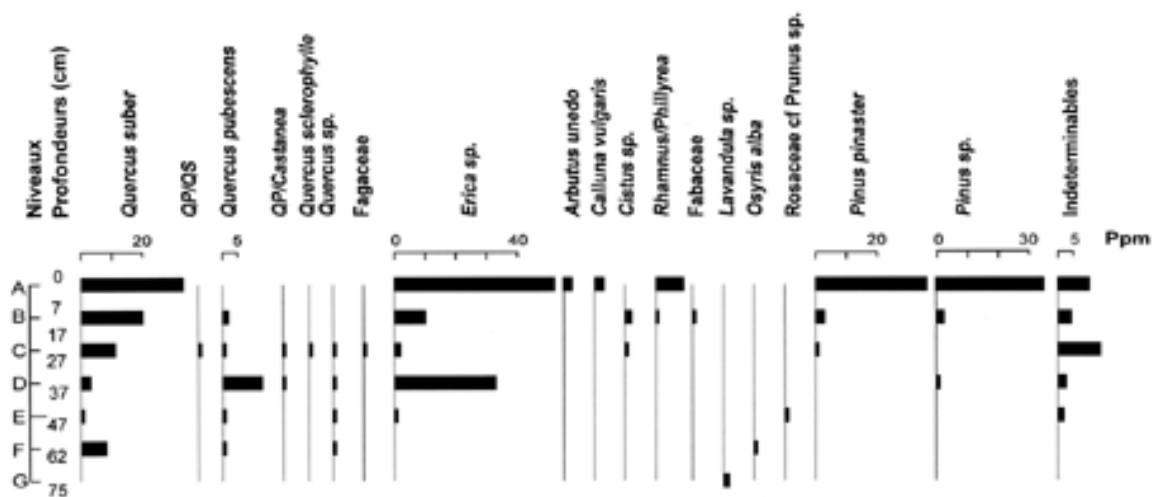 Niveaux
Profondeurs (cm)
Quercus suber
QP/QS
Quercus pubescens
QP/Castanea
Quercus sclerophylle
Quercus sp.
Fagaceae
Erica sp.
Arbutus unedo
Calluna vulgaris
Cistus sp.
Rhamnus/Phillyrea
Fabaceae
Lavandula sp.
Osyris alba
Rosaceae cf Prunus sp.
Pinus pinaster
Pinus sp.
Indeterminables
20 5 0 40 20 0 30 5 Ppm
A 0
B 7
17
C 27
D 37
E 47
F 62
G 75